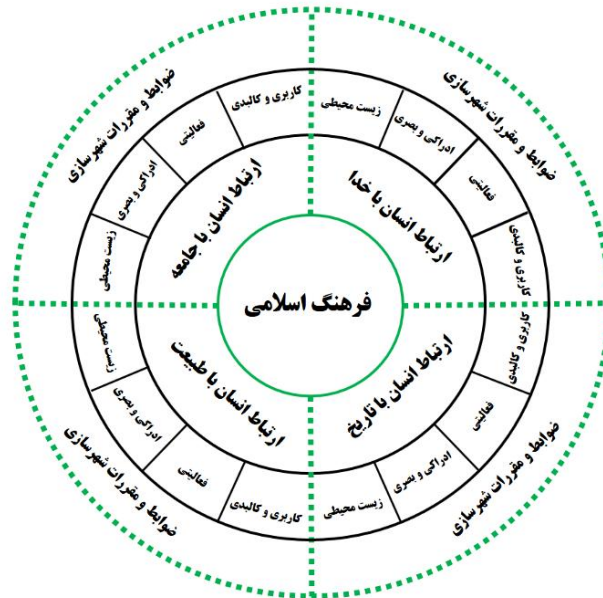 ضوابط و مقررات شهرسازی
ضوابط و مقررات شهرسازی
زیست محیطی
ادراکی و بصری
فعالیتی
کاربری و کالبدی
کاربری و کالبدی
فعالیتی
ادراکی و بصری
زیست محیطی
ارتباط انسان با خدا
ارتباط انسان با جامعه
فرهنگ اسلامی
ارتباط انسان با تاریخ
ارتباط انسان با طبیعت
کاربری و کالبدی
فعالیتی
ادراکی و بصری
زیست محیطی
زیست محیطی
ادراکی و بصری
فعالیتی
کاربری و کالبدی
ضوابط و مقررات شهرسازی
ضوابط و مقررات شهرسازی